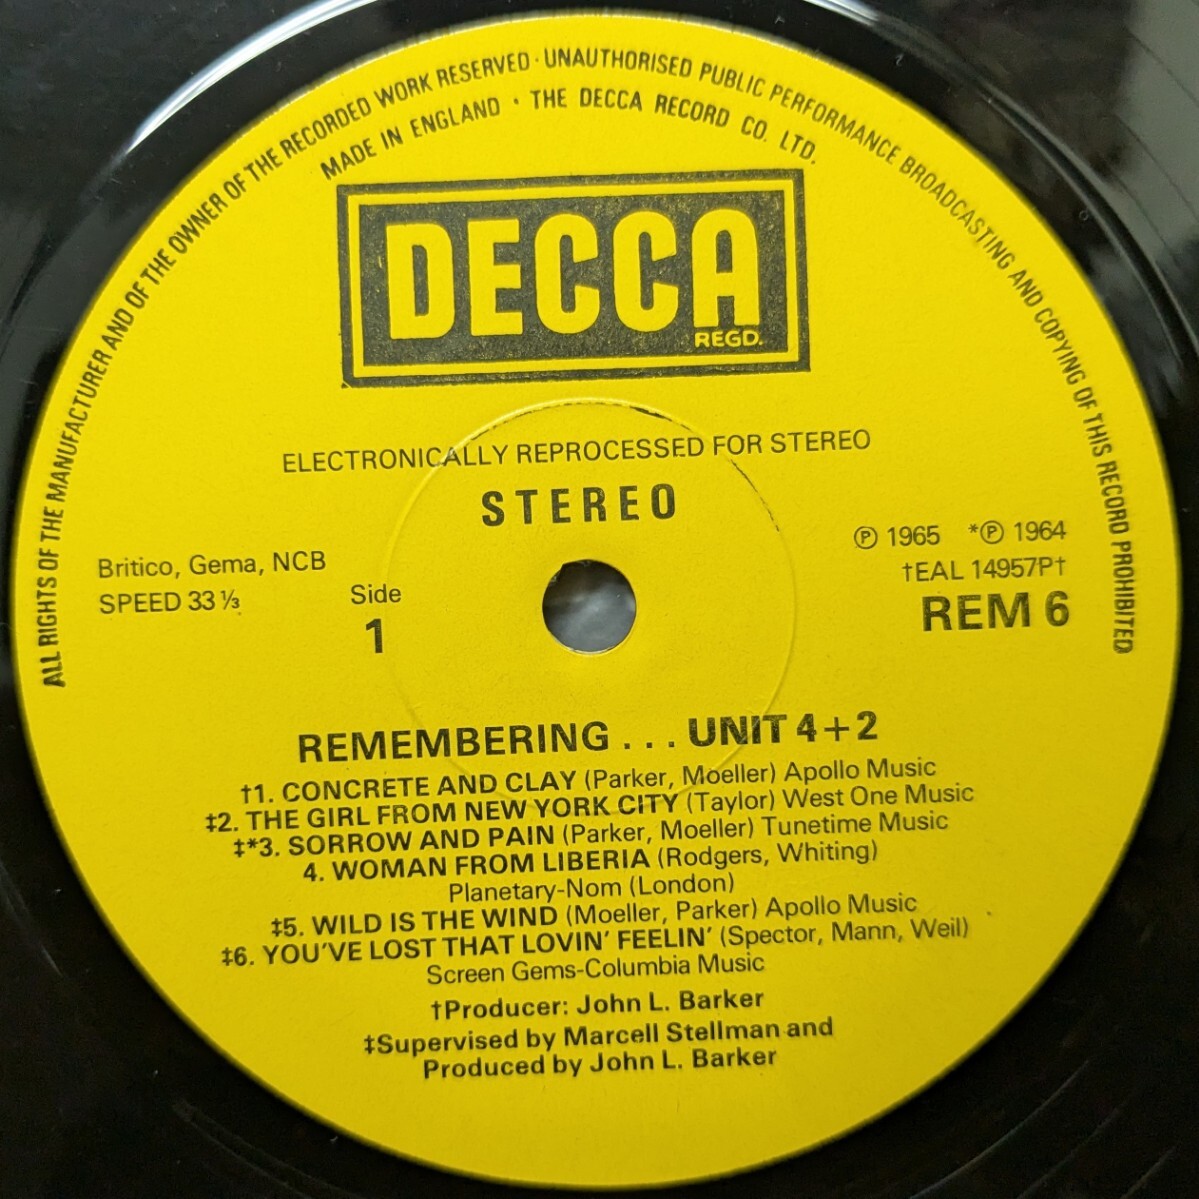 ALL RIGHTS OF THE MANUFACTURER AND OF THE OWNER OF THE RECORDED WORK RESERVED · UNAUTHORISED PUBLIC PERFORMANCE BROADCASTING AND COPYING OF THIS RECORD PROHIBITED
MADE IN ENGLAND · THE DECCA RECORD CO. LTD.
DECCA
REGD.
ELECTRONICALLY REPROCESSED FOR STEREO
STEREO
Britico, Gema, NCB
SPEED 33⅓
Side
1
Ⓟ 1965 *Ⓟ 1964
†EAL 14957P†
REM 6
REMEMBERING . . . UNIT 4+2
†1. CONCRETE AND CLAY (Parker, Moeller) Apollo Music
‡2. THE GIRL FROM NEW YORK CITY (Taylor) West One Music
‡*3. SORROW AND PAIN (Parker, Moeller) Tunetime Music
4. WOMAN FROM LIBERIA (Rodgers, Whiting)
Planetary-Nom (London)
‡5. WILD IS THE WIND (Moeller, Parker) Apollo Music
‡6. YOU'VE LOST THAT LOVIN' FEELIN' (Spector, Mann, Weil)
Screen Gems-Columbia Music
†Producer: John L. Barker
‡Supervised by Marcell Stellman and
Produced by John L. Barker